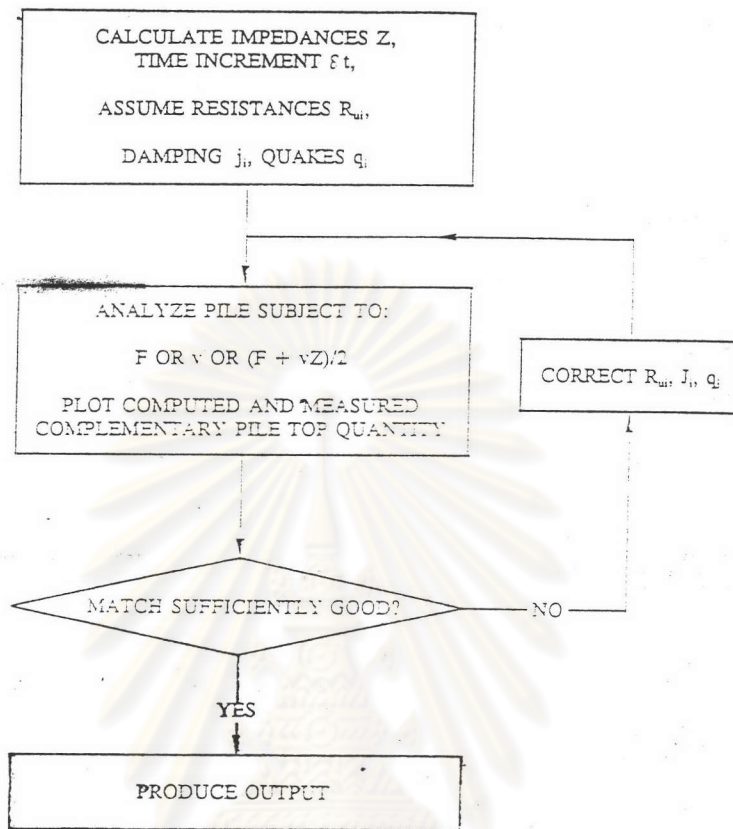 CALCULATE IMPEDANCES Z,
TIME INCREMENT δt,
ASSUME RESISTANCES Rui,
DAMPING ji, QUAKES qi
ANALYZE PILE SUBJECT TO:
F OR v OR (F + vZ)/2
PLOT COMPUTED AND MEASURED
COMPLEMENTARY PILE TOP QUANTITY
CORRECT Rui, Ji, qi
MATCH SUFFICIENTLY GOOD?
NO
YES
PRODUCE OUTPUT